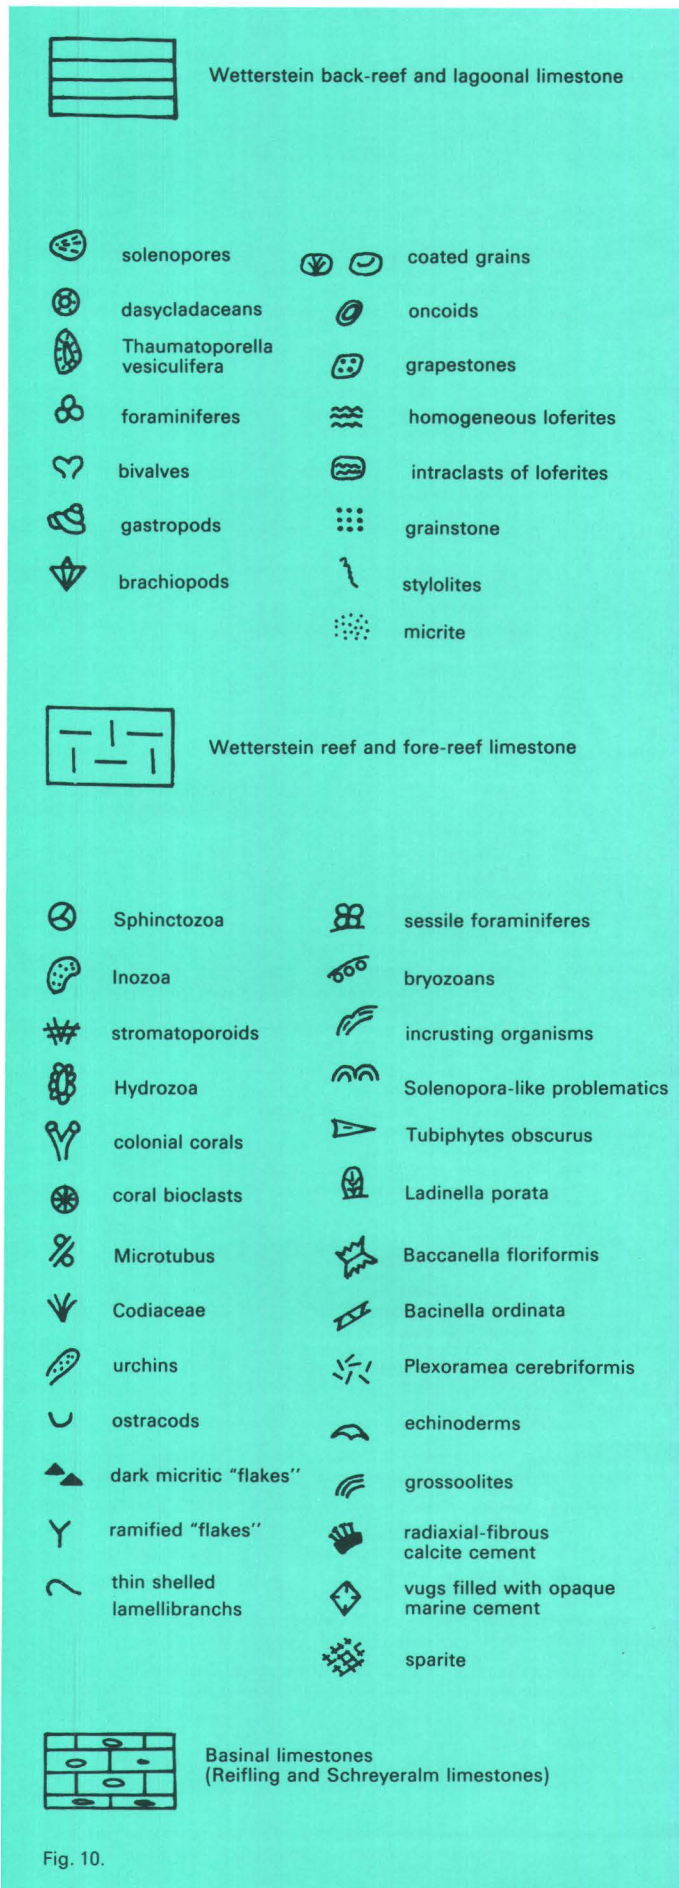 Wetterstein back-reef and lagoonal limestone
solenopores
dasycladaceans
Thaumatoporella
vesiculifera
foraminiferes
bivalves
gastropods
brachiopods
coated grains
oncoids
grapestones
homogeneous loferites
intraclasts of loferites
grainstone
stylolites
micrite
Wetterstein reef and fore-reef limestone
Sphinctozoa
Inozoa
stromatoporoids
Hydrozoa
colonial corals
coral bioclasts
Microtubus
Codiaceae
urchins
ostracods
dark micritic "flakes"
ramified "flakes"
thin shelled
lamellibranchs
sessile foraminiferes
bryozoans
incrusting organisms
Solenopora-like problematics
Tubiphytes obscurus
Ladinella porata
Baccanella floriformis
Bacinella ordinata
Plexoramea cerebriformis
echinoderms
grossoolites
radiaxial-fibrous
calcite cement
vugs filled with opaque
marine cement
sparite
Basinal limestones
(Reifling and Schreyeralm limestones)
Fig. 10.